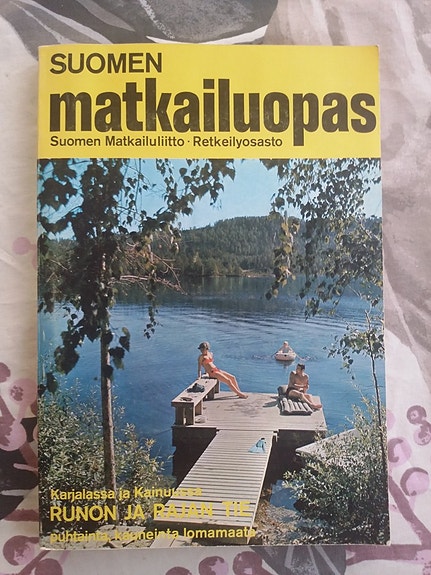 SUOMEN
matkailuopas
Suomen Matkailuliitto · Retkeilyosasto
Karjalassa ja Kainuussa
RUNON JA RAJAN TIE
puhtainta, kauneinta lomamaata